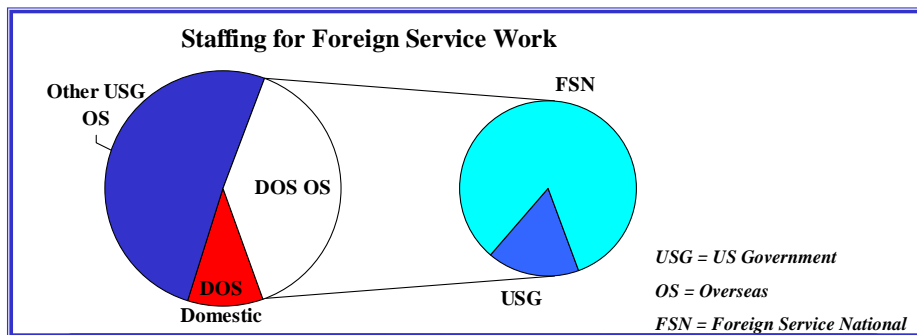 Staffing for Foreign Service Work
Other USG
OS
DOS OS
DOS
Domestic
FSN
USG
USG = US Government
OS = Overseas
FSN = Foreign Service National